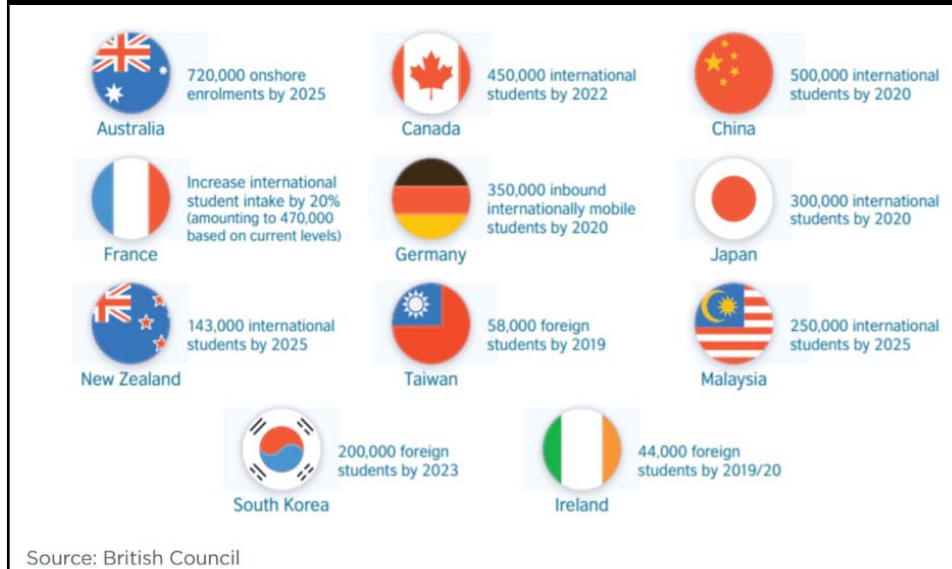 720,000 onshore
enrolments by 2025
Australia
450,000 international
students by 2022
Canada
500,000 international
students by 2020
China
Increase international
student intake by 20%
(amounting to 470,000
based on current levels)
France
350,000 inbound
internationally mobile
students by 2020
Germany
300,000 international
students by 2020
Japan
143,000 international
students by 2025
New Zealand
58,000 foreign
students by 2019
Taiwan
250,000 international
students by 2025
Malaysia
200,000 foreign
students by 2023
South Korea
44,000 foreign
students by 2019/20
Ireland
Source: British Council